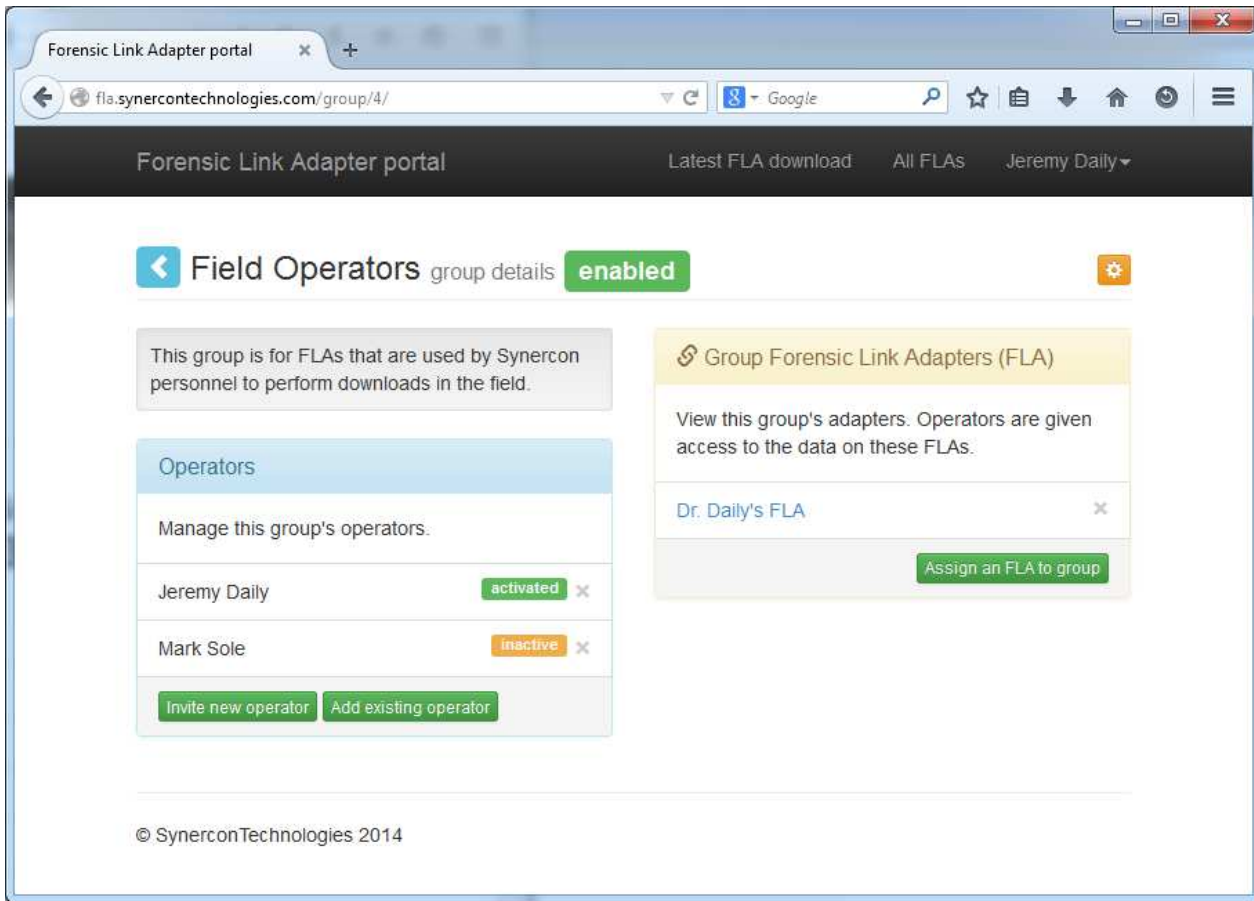 Forensic Link Adapter portal
fla.synercontechnologies.com/group/4/
Google
Forensic Link Adapter portal
Latest FLA download
All FLAs
Jeremy Daily
Field Operators group details enabled
This group is for FLAs that are used by Synercon
personnel to perform downloads in the field.
Operators
Manage this group's operators.
Jeremy Daily activated
Mark Sole inactive
Invite new operator Add existing operator
Group Forensic Link Adapters (FLA)
View this group's adapters. Operators are given
access to the data on these FLAs.
Dr. Daily's FLA
Assign an FLA to group
© SynerconTechnologies 2014